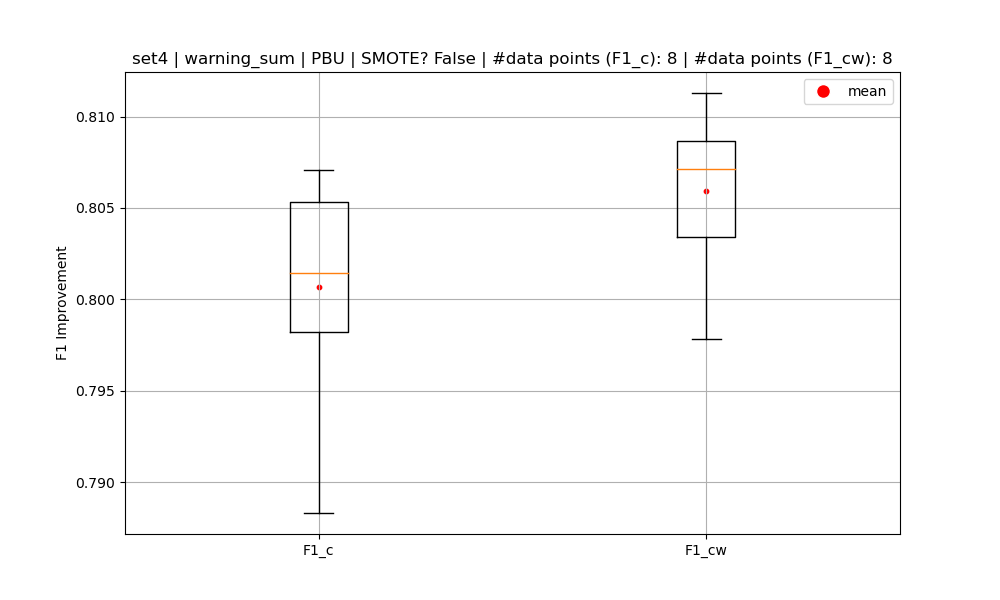 set4 | warning_sum | PBU | SMOTE? False | #data points (F1_c): 8 | #data points (F1_cw): 8
mean
0.810
0.805
0.800
0.795
0.790
F1 Improvement
F1_c
F1_cw